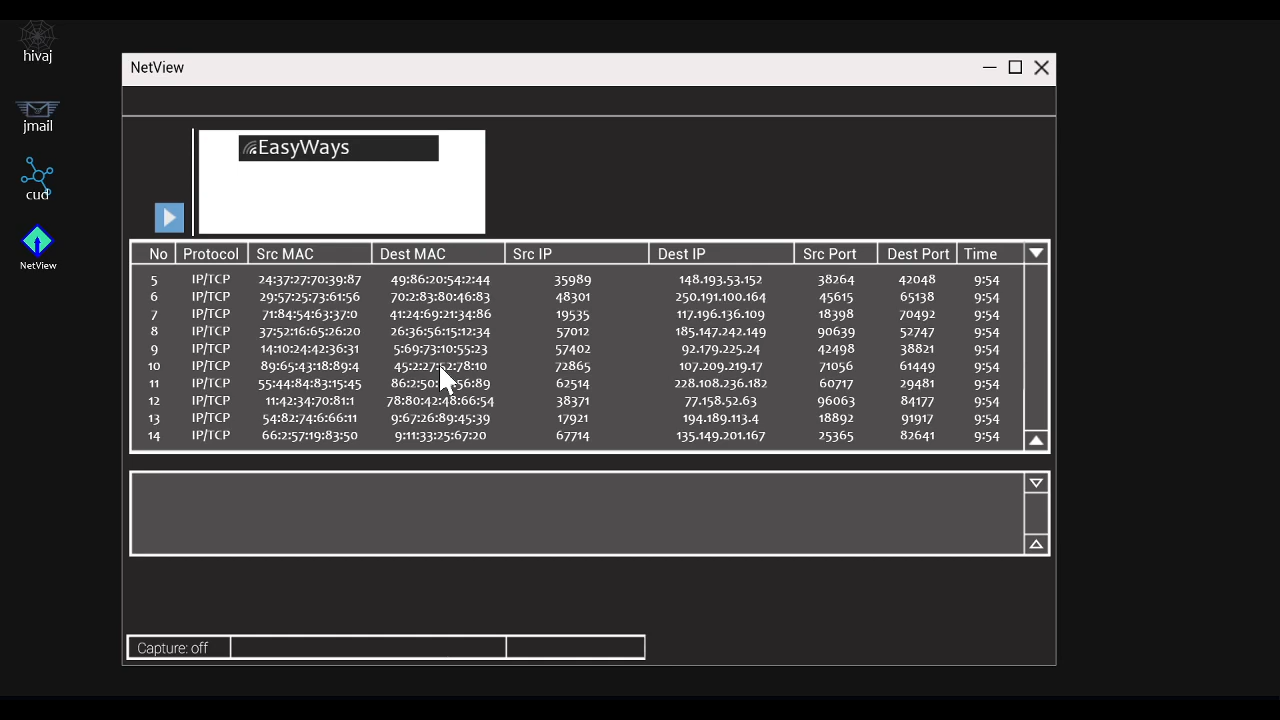 hivaj
jmail
cud
NetView
NetView
EasyWays
No Protocol Src MAC Dest MAC Src IP Dest IP Src Port Dest Port Time
5 IP/TCP 24:37:27:70:39:87 49:86:20:54:2:44 35989 148.193.53.152 38264 42048 9:54
6 IP/TCP 29:57:25:73:61:56 70:2:83:80:46:83 48301 250.191.100.164 45615 65138 9:54
7 IP/TCP 71:84:54:63:37:0 41:24:69:21:34:86 19535 117.196.136.109 18398 70492 9:54
8 IP/TCP 37:52:16:65:26:20 26:36:56:15:12:34 57012 185.147.242.149 90639 52747 9:54
9 IP/TCP 14:10:24:42:36:31 5:69:73:10:55:23 57402 92.179.225.24 42498 38821 9:54
10 IP/TCP 89:65:43:18:89:4 45:2:27:52:78:10 72865 107.209.219.17 71056 61449 9:54
11 IP/TCP 55:44:84:83:15:45 62514 228.108.236.182 60717 29481 9:54
12 IP/TCP 11:42:34:70:81:1 78:80:42:48:66:54 38371 77.158.52.63 96063 84177 9:54
13 IP/TCP 54:82:74:6:66:11 9:67:26:89:45:39 17921 194.189.113.4 18892 91917 9:54
14 IP/TCP 66:2:57:19:83:50 9:11:33:25:67:20 67714 135.149.201.167 25365 82641 9:54
Capture: off